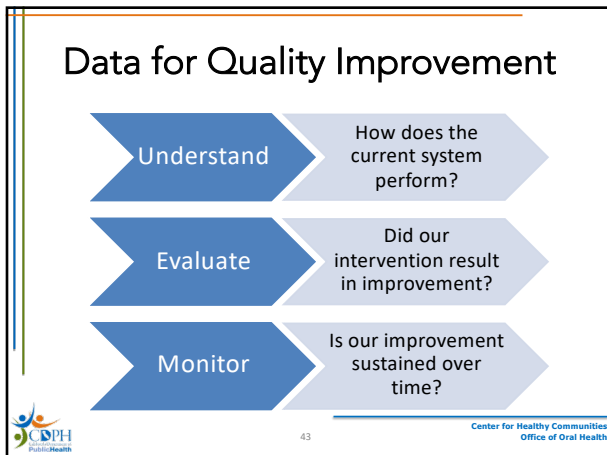 Data for Quality Improvement
Understand
How does the
current system
perform?
Evaluate
Did our
intervention result
in improvement?
Monitor
Is our improvement
sustained over
time?
CDPH
PublicHealth
43
Center for Healthy Communities
Office of Oral Health